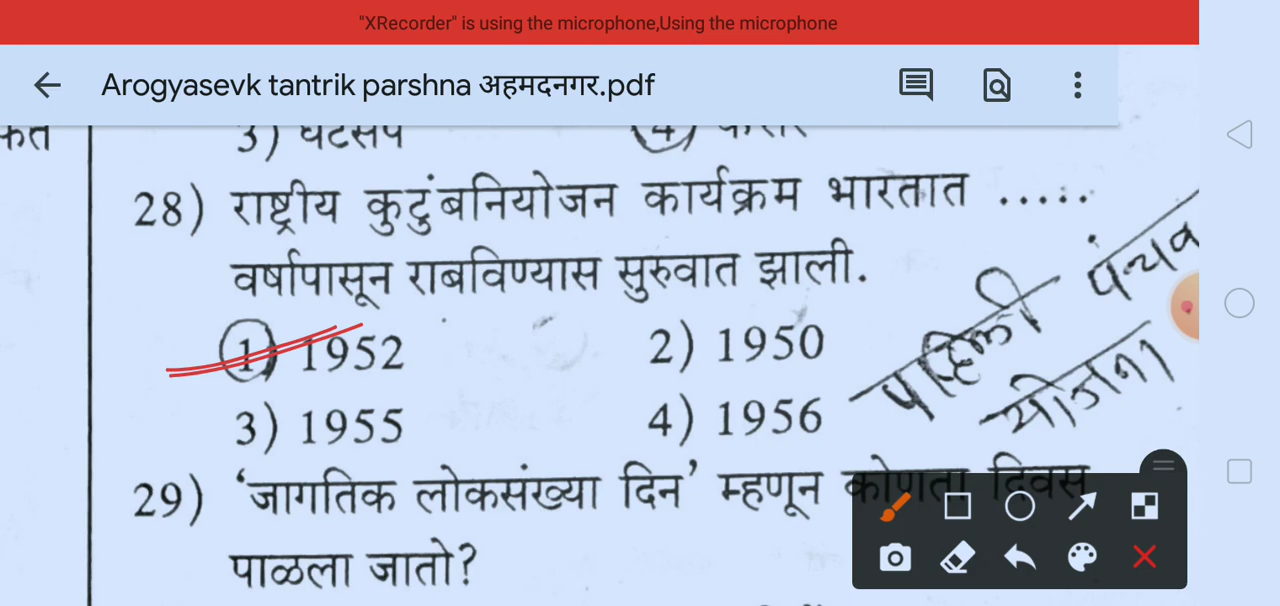 "XRecorder" is using the microphone,Using the microphone
Arogyasevk tantrik parshna अहमदनगर.pdf
3) घटसर्प
28) राष्ट्रीय कुटुंबनियोजन कार्यक्रम भारतात .....
वर्षापासून राबविण्यास सुरुवात झाली.
1) 1952 2) 1950
3) 1955 4) 1956
पहिली
योजना
29) ‘जागतिक लोकसंख्या दिन’ म्हणून कोणता दिवस
पाळला जातो?